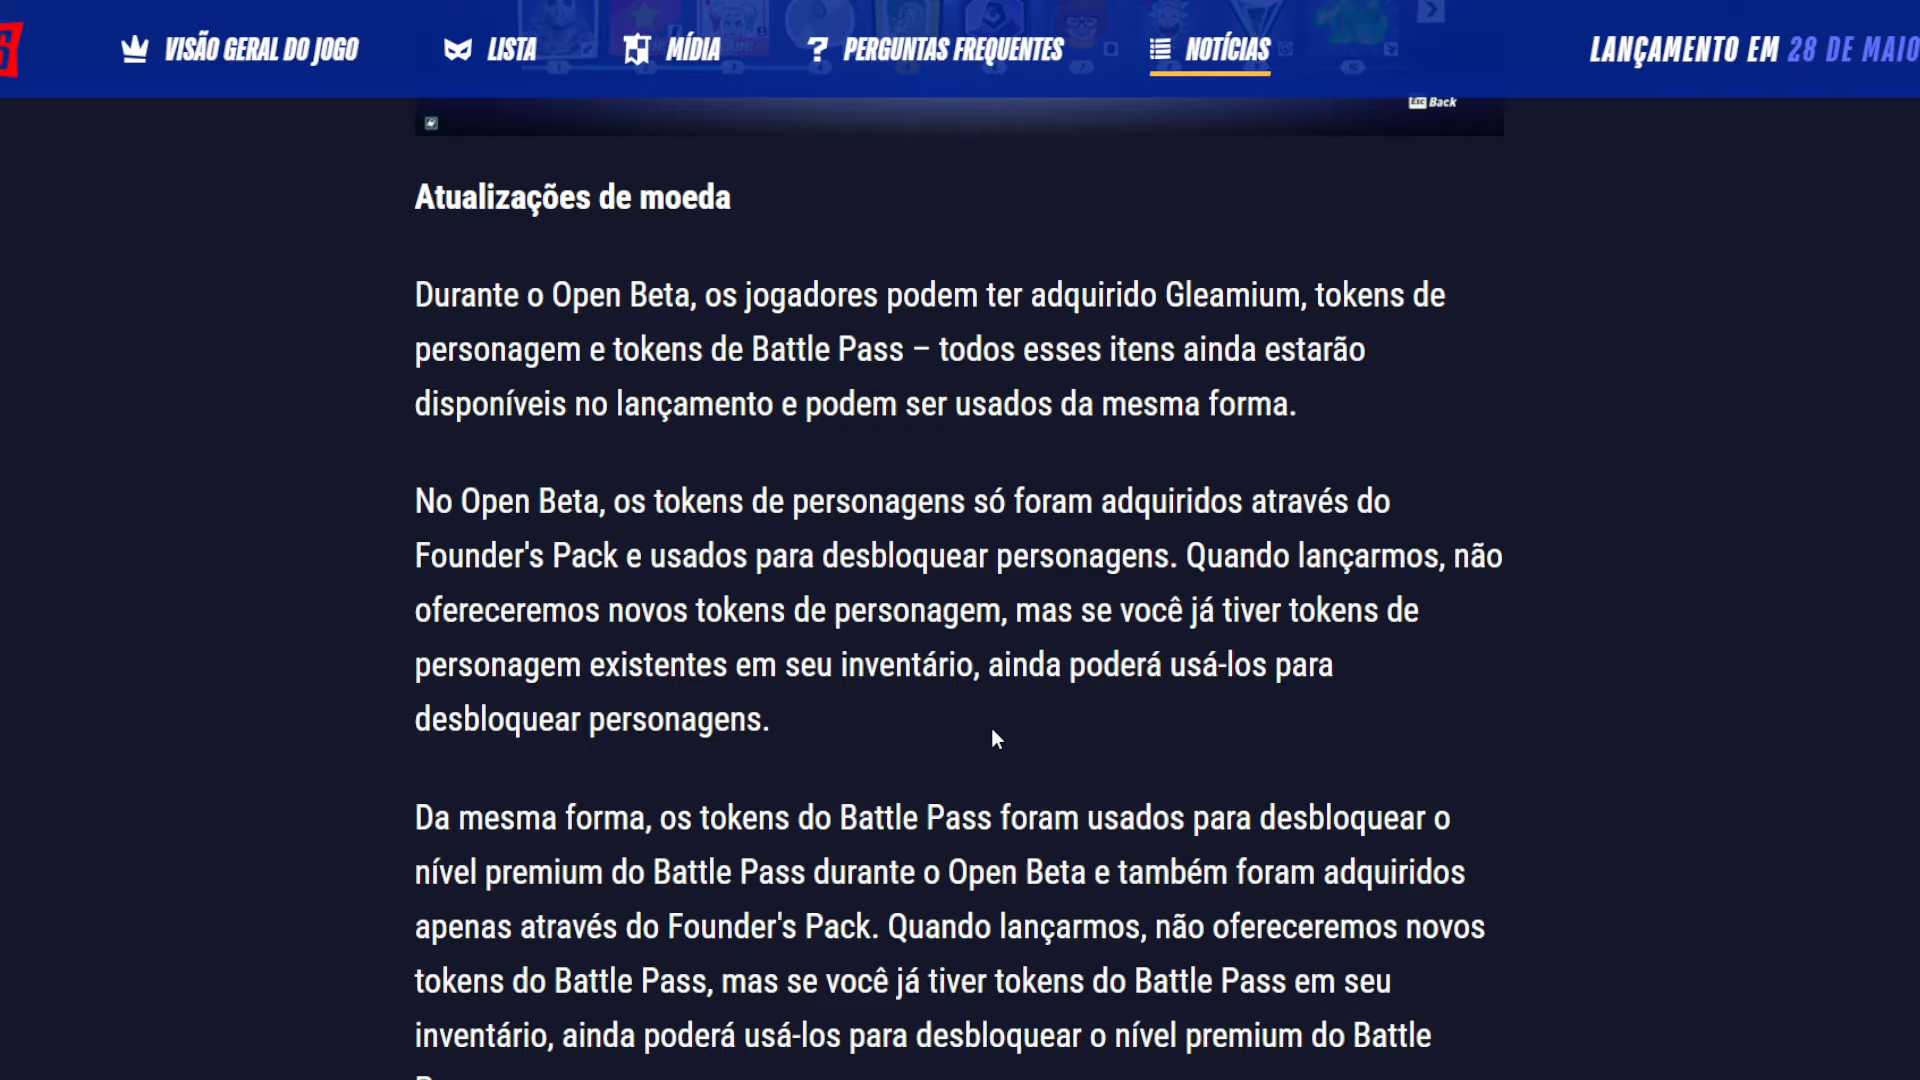 VISÃO GERAL DO JOGO
LISTA
MÍDIA
PERGUNTAS FREQUENTES
NOTÍCIAS
LANÇAMENTO EM 28 DE MAIO
Esc Back
Atualizações de moeda
Durante o Open Beta, os jogadores podem ter adquirido Gleamium, tokens de
personagem e tokens de Battle Pass – todos esses itens ainda estarão
disponíveis no lançamento e podem ser usados da mesma forma.
No Open Beta, os tokens de personagens só foram adquiridos através do
Founder's Pack e usados para desbloquear personagens. Quando lançarmos, não
ofereceremos novos tokens de personagem, mas se você já tiver tokens de
personagem existentes em seu inventário, ainda poderá usá-los para
desbloquear personagens.
Da mesma forma, os tokens do Battle Pass foram usados para desbloquear o
nível premium do Battle Pass durante o Open Beta e também foram adquiridos
apenas através do Founder's Pack. Quando lançarmos, não ofereceremos novos
tokens do Battle Pass, mas se você já tiver tokens do Battle Pass em seu
inventário, ainda poderá usá-los para desbloquear o nível premium do Battle